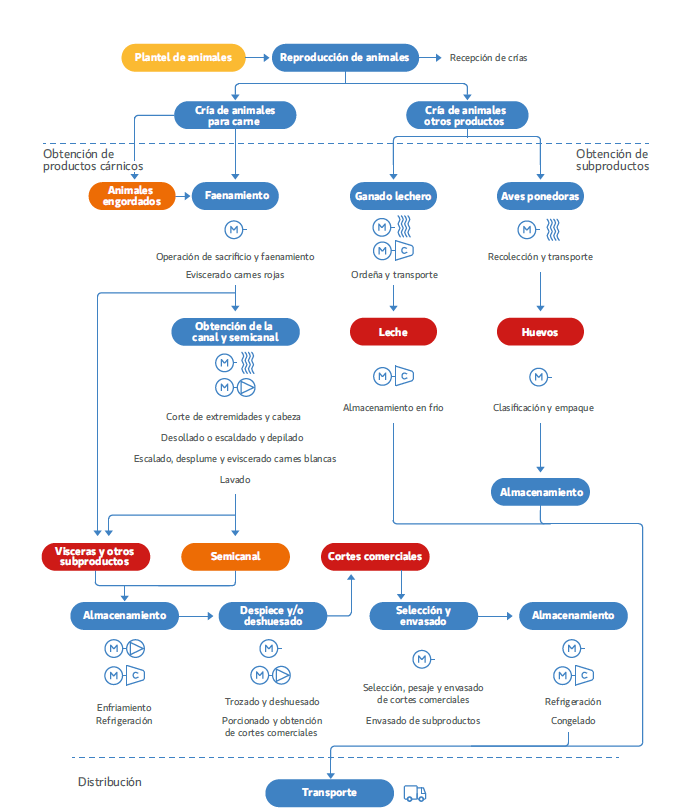 Plantel de animales
Reproducción de animales
Recepción de crías
Cría de animales
para carne
Cría de animales
otros productos
Obtención de
productos cárnicos
Obtención de
subproductos
Animales
engordados
Faenamiento
Ganado lechero
Aves ponedoras
M
M
M
C
M
Operación de sacrificio y faenamiento
Eviscerado carnes rojas
Ordeña y transporte
Recolección y transporte
Obtención de la
canal y semicanal
Leche
Huevos
M
M
M
C
M
Almacenamiento en frio
Clasificación y empaque
Corte de extremidades y cabeza
Desollado o escaldado y depilado
Escalado, desplume y eviscerado carnes blancas
Lavado
Almacenamiento
Vísceras y otros
subproductos
Semicanal
Cortes comerciales
Almacenamiento
Despiece y/o
deshuesado
Selección y
envasado
Almacenamiento
M
M
C
M
M
M
M
M
C
Enfriamiento
Refrigeración
Trozado y deshuesado
Porcionado y obtención
de cortes comerciales
Selección, pesaje y envasado
de cortes comerciales
Envasado de subproductos
Refrigeración
Congelado
Distribución
Transporte